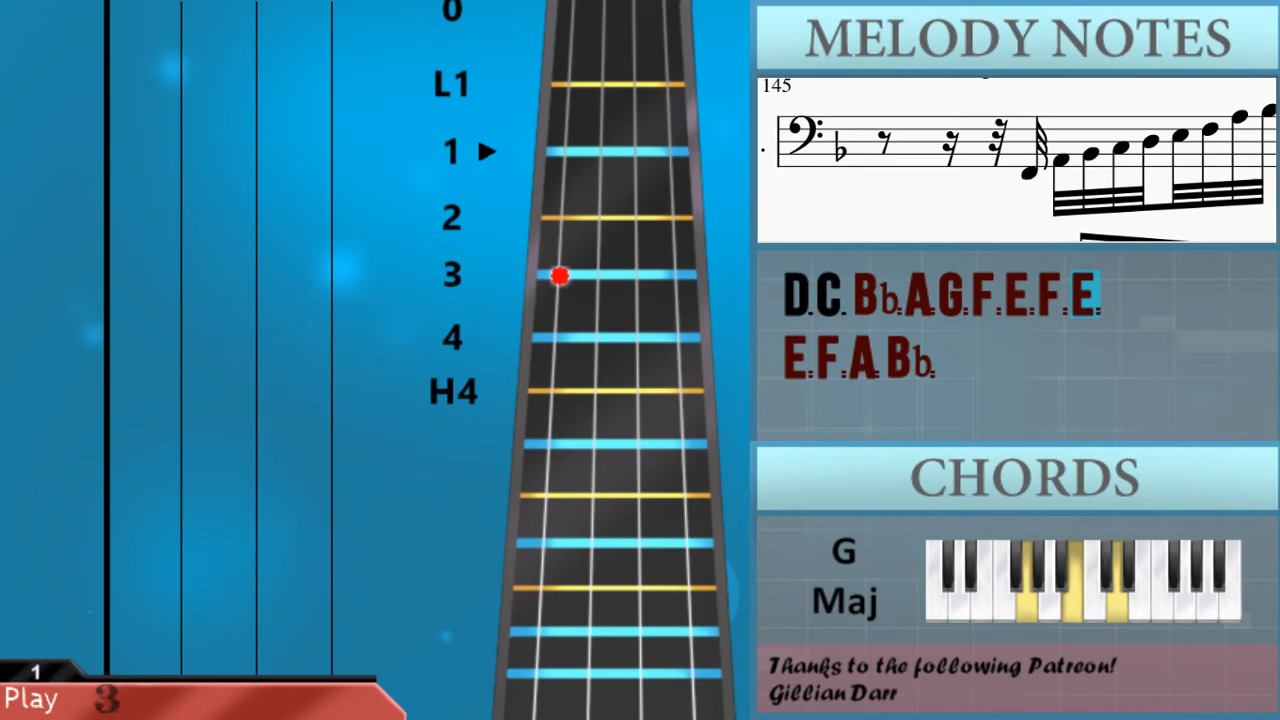 0
L1
1
2
3
4
H4
1
Play 3
MELODY NOTES
145
D. C. Bb: A: G: F: E: F: E:
E: F: A: Bb:
CHORDS
G
Maj
Thanks to the following Patreon!
Gillian Darr